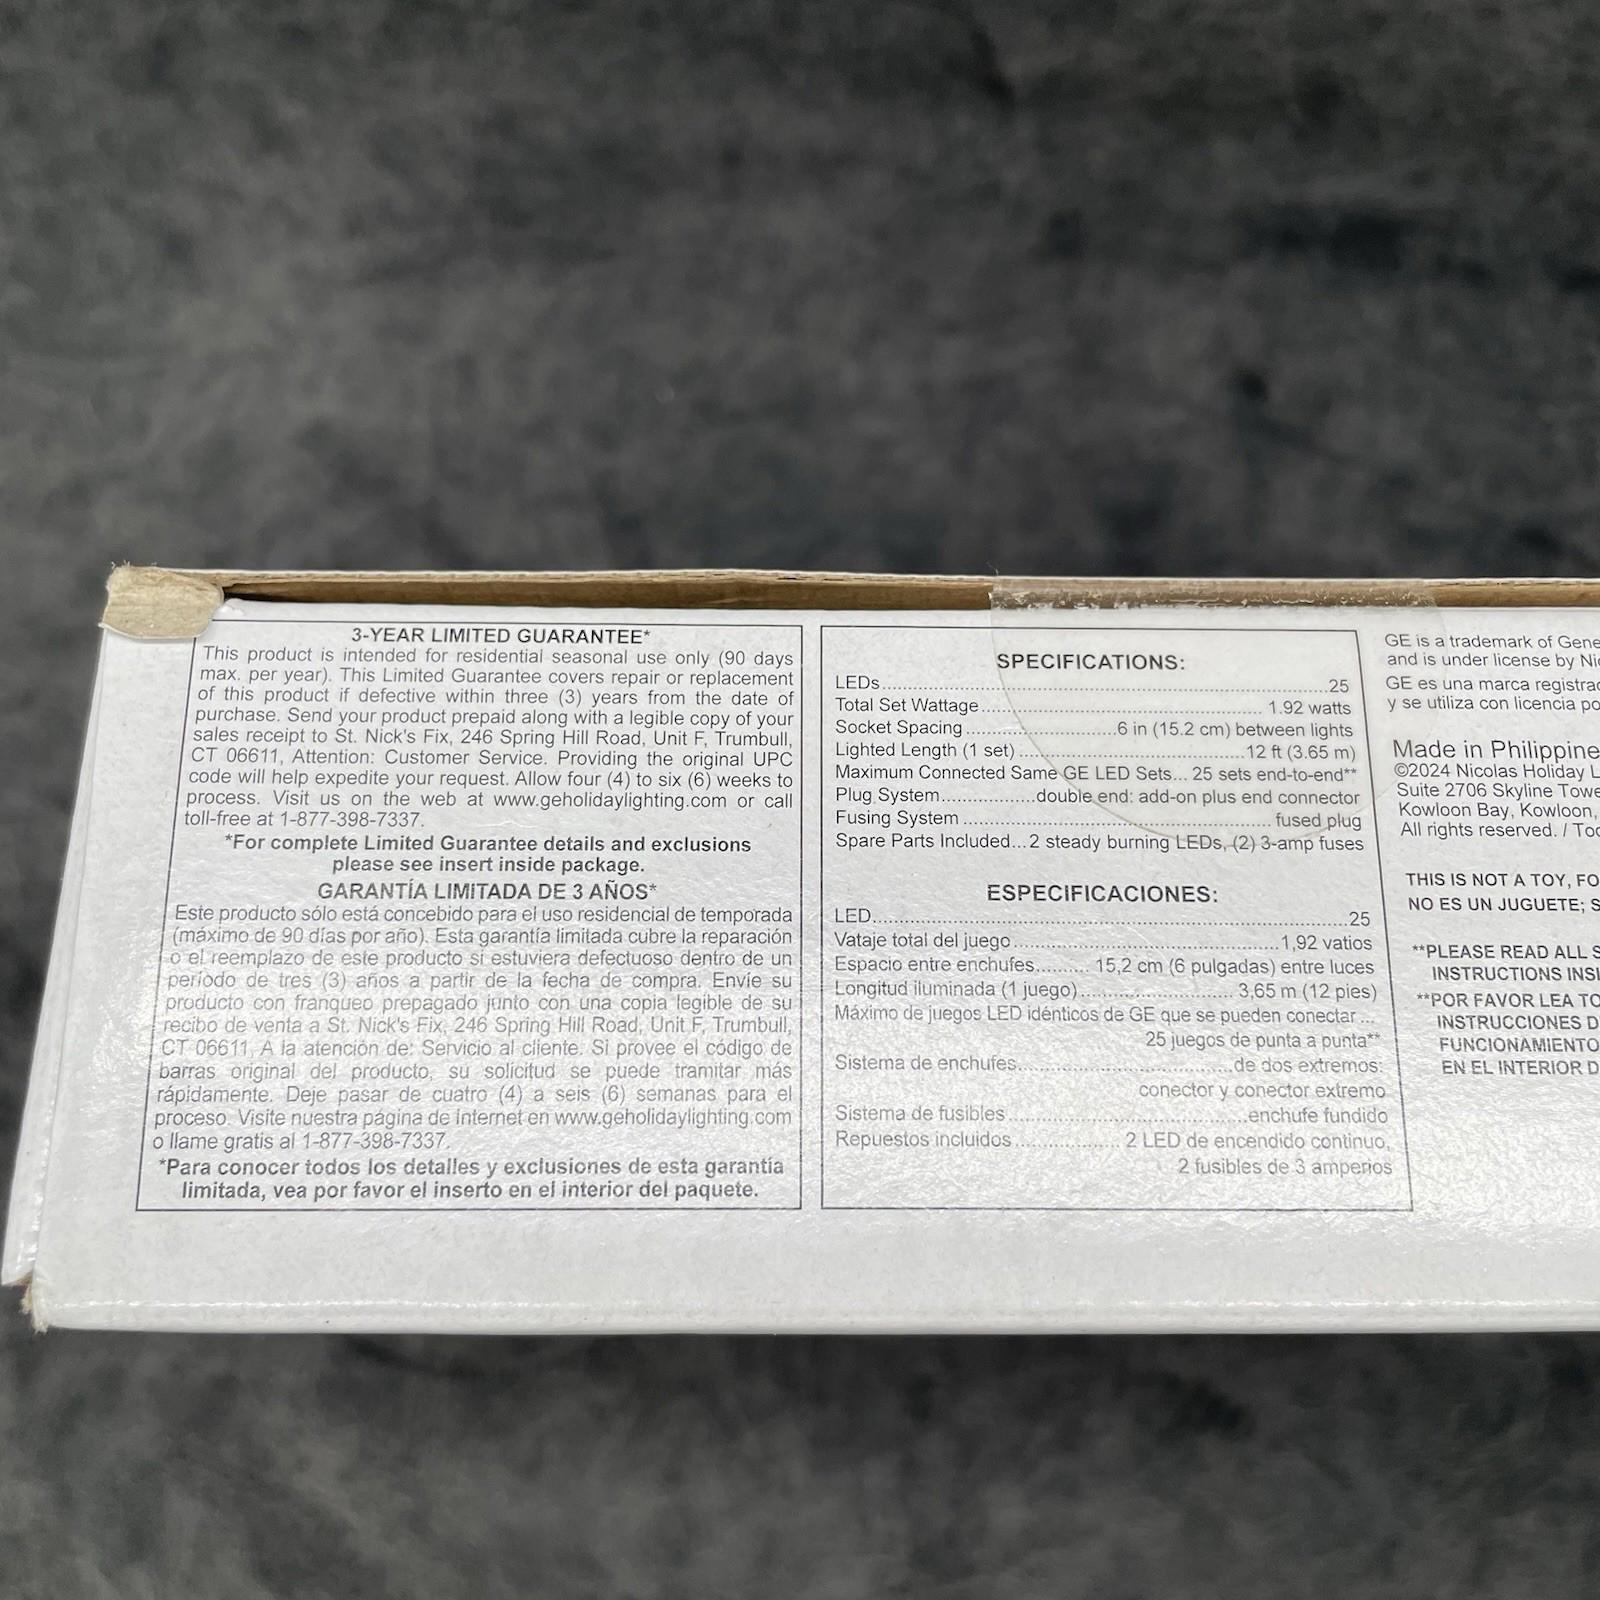 3-YEAR LIMITED GUARANTEE*
This product is intended for residential seasonal use only (90 days
max. per year). This Limited Guarantee covers repair or replacement
of this product if defective within three (3) years from the date of
purchase. Send your product prepaid along with a legible copy of your
sales receipt to St. Nick's Fix, 246 Spring Hill Road, Unit F, Trumbull,
CT 06611, Attention: Customer Service. Providing the original UPC
code will help expedite your request. Allow four (4) to six (6) weeks to
process. Visit us on the web at www.geholidaylighting.com or call
toll-free at 1-877-398-7337.
*For complete Limited Guarantee details and exclusions
please see insert inside package.
GARANTÍA LIMITADA DE 3 AÑOS*
Este producto sólo está concebido para el uso residencial de temporada
(máximo de 90 días por año). Esta garantía limitada cubre la reparación
o el reemplazo de este producto si estuviera defectuoso dentro de un
período de tres (3) años a partir de la fecha de compra. Envíe su
producto con franqueo prepagado junto con una copia legible de su
recibo de venta a St. Nick's Fix, 246 Spring Hill Road, Unit F, Trumbull,
CT 06611, A la atención de: Servicio al cliente. Si provee el código de
barras original del producto, su solicitud se puede tramitar más
rápidamente. Deje pasar de cuatro (4) a seis (6) semanas para el
proceso. Visite nuestra página de Internet en www.geholidaylighting.com
o llame gratis al 1-877-398-7337.
*Para conocer todos los detalles y exclusiones de esta garantía
limitada, vea por favor el inserto en el interior del paquete.
SPECIFICATIONS:
LEDs...25
Total Set Wattage...1.92 watts
Socket Spacing...6 in (15.2 cm) between lights
Lighted Length (1 set)...12 ft (3.65 m)
Maximum Connected Same GE LED Sets... 25 sets end-to-end**
Plug System...double end: add-on plus end connector
Fusing System...fused plug
Spare Parts Included...2 steady burning LEDs, (2) 3-amp fuses
ESPECIFICACIONES:
LED...25
Vataje total del juego...1,92 vatios
Espacio entre enchufes...15,2 cm (6 pulgadas) entre luces
Longitud iluminada (1 juego)...3,65 m (12 pies)
Máximo de juegos LED idénticos de GE que se pueden conectar ...
25 juegos de punta a punta**
Sistema de enchufes...de dos extremos:
conector y conector extremo
Sistema de fusibles...enchufe fundido
Repuestos incluidos...2 LED de encendido continuo,
2 fusibles de 3 amperios
GE is a trademark of Gene
and is under license by Nic
GE es una marca registrad
y se utiliza con licencia po
Made in Philippine
©2024 Nicolas Holiday L
Suite 2706 Skyline Towe
Kowloon Bay, Kowloon,
All rights reserved. / Too
THIS IS NOT A TOY, FO
NO ES UN JUGUETE; S
**PLEASE READ ALL S
INSTRUCTIONS INSI
**POR FAVOR LEA TO
INSTRUCCIONES D
FUNCIONAMIENTO
EN EL INTERIOR D